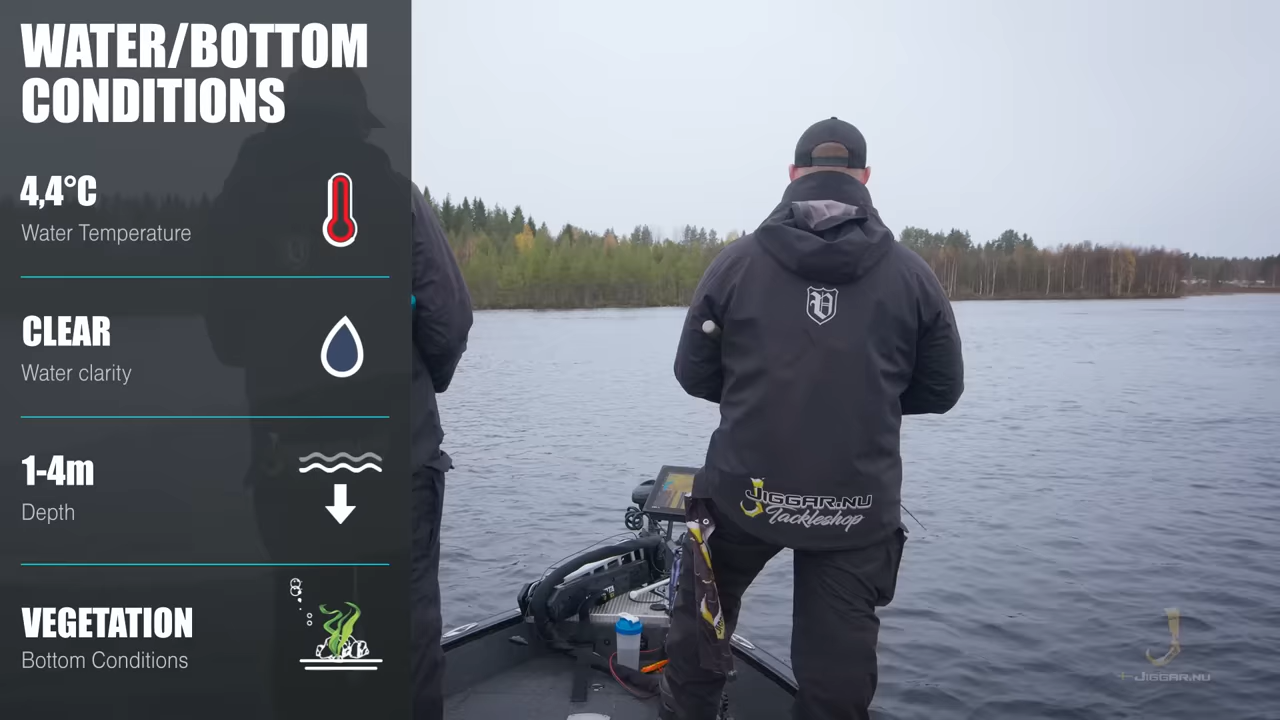 WATER/BOTTOM
CONDITIONS
4,4°C
Water Temperature
CLEAR
Water clarity
1-4m
Depth
VEGETATION
Bottom Conditions
JIGGAR.NU
Tackleshop
JIGGAR.NU